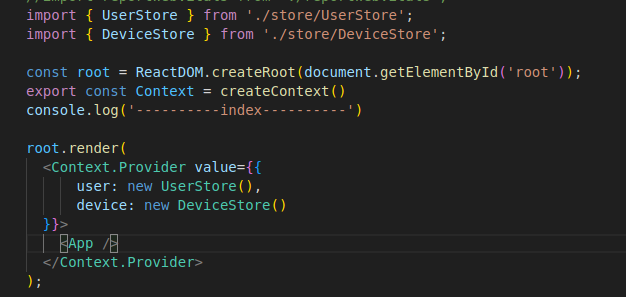 import { UserStore } from './store/UserStore';
import { DeviceStore } from './store/DeviceStore';
const root = ReactDOM.createRoot(document.getElementById('root'));
export const Context = createContext()
console.log('----------index----------')
root.render(
<Context.Provider value={{
user: new UserStore(),
device: new DeviceStore()
}}>
<App />
</Context.Provider>
);